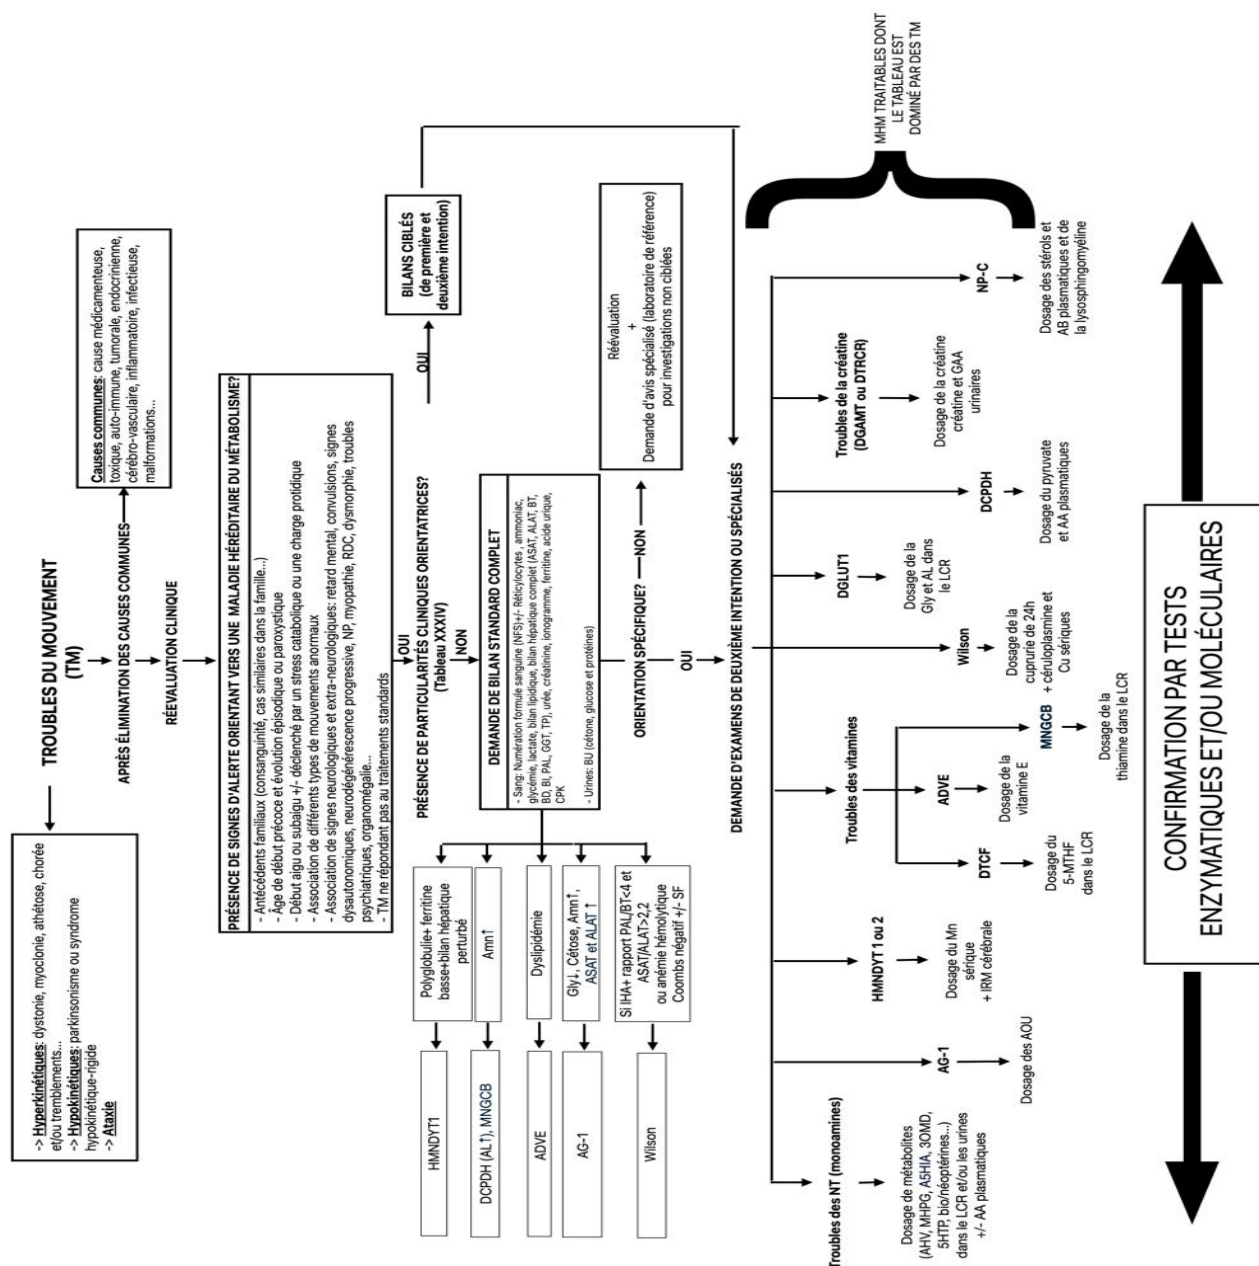 TROUBLES DU MOUVEMENT
(TM)
-> Hyperkinétiques: dystonie, myoclonie, athétose, chorée
et/ou tremblements...
-> Hypokinétiques: parkinsonisme ou syndrome
hypokinétique-rigide
-> Ataxie
APRÈS ÉLIMINATION DES CAUSES COMMUNES
Causes communes: cause médicamenteuse,
toxique, auto-immune, tumorale, endocrinienne,
cérébro-vasculaire, inflammatoire, infectieuse,
malformations...
RÉEVALUATION CLINIQUE
PRÉSENCE DE SIGNES D'ALERTE ORIENTANT VERS UNE MALADIE HÉRÉDITAIRE DU MÉTABOLISME?
- Antécédents familiaux (consanguinité, cas similaires dans la famille...)
- Âge de début précoce et évolution épisodique ou paroxystique
- Début aigu ou subaigu +/- déclenché par un stress catabolique ou une charge protidique
- Association de différents types de mouvements anormaux
- Association de signes neurologiques et extra-neurologiques: retard mental, convulsions, signes
dysautonomiques, neurodégénérescence progressive, NP, myopathie, RDC, dysmorphie, troubles
psychiatriques, organomégalie...
- TM ne répondant pas au traitements standards
OUI
PRÉSENCE DE PARTICULARITÉS CLINIQUES ORIENTATRICES?
(Tableau XXXIV)
OUI
BILANS CIBLÉS
(de première et
deuxième intention)
NON
DEMANDE DE BILAN STANDARD COMPLET
- Sang: Numération formule sanguine (NFS)+/- Réticylocytes , ammoniac,
glycémie, lactate, bilan lipidique, bilan hépatique complet (ASAT, ALAT, BT,
BD, BI, PAL, GGT, TP), urée, créatinine, ionogramme, ferritine, acide urique,
CPK
- Urines: BU (cétone, glucose et protéines)
Polyglobulie+ ferritine
basse+bilan hépatique
perturbé
HMNDYT1
Amn↑
DCPDH (AL↑), MNGCB
Dyslipidémie
ADVE
Gly↓, Cétose, Amn↑,
ASAT et ALAT ↑
AG-1
Si IHA+ rapport PAL/BT<4 et
ASAT/ALAT>2,2
ou anémie hémolytique
Coombs négatif +/- SF
Wilson
ORIENTATION SPÉCIFIQUE?
NON
Réévaluation
+
Demande d'avis spécialisé (laboratoire de référence)
pour investigations non ciblées
OUI
DEMANDE D'EXAMENS DE DEUXIÈME INTENTION OU SPÉCIALISÉS
Troubles des NT (monoamines)
Dosage de métabolites
(AHV, MHPG, A5HIA, 3OMD,
5HTP, bio/néoptérines...)
dans le LCR et/ou les urines
+/- AA plasmatiques
AG-1
Dosage des AOU
HMNDYT 1 ou 2
Dosage du Mn
sérique
+ IRM cérébrale
Troubles des vitamines
DTCF
Dosage du
5-MTHF
dans le LCR
ADVE
Dosage de la
vitamine E
MNGCB
Dosage de la
thiamine dans le LCR
Wilson
Dosage de la
cuprurie de 24h
+ céruloplasmine et
Cu sériques
DGLUT1
Dosage de la
Gly et AL dans
le LCR
DCPDH
Dosage du pyruvate
et AA plasmatiques
Troubles de la créatine
(DGAMT ou DTRCR)
Dosage de la créatine
créatine et GAA
urinaires
NP-C
Dosage des stérols et
AB plasmatiques et de
la lysosphingomyéline
MHM TRAITABLES DONT
LE TABLEAU EST
DOMINÉ PAR DES TM
CONFIRMATION PAR TESTS
ENZYMATIQUES ET/OU MOLÉCULAIRES